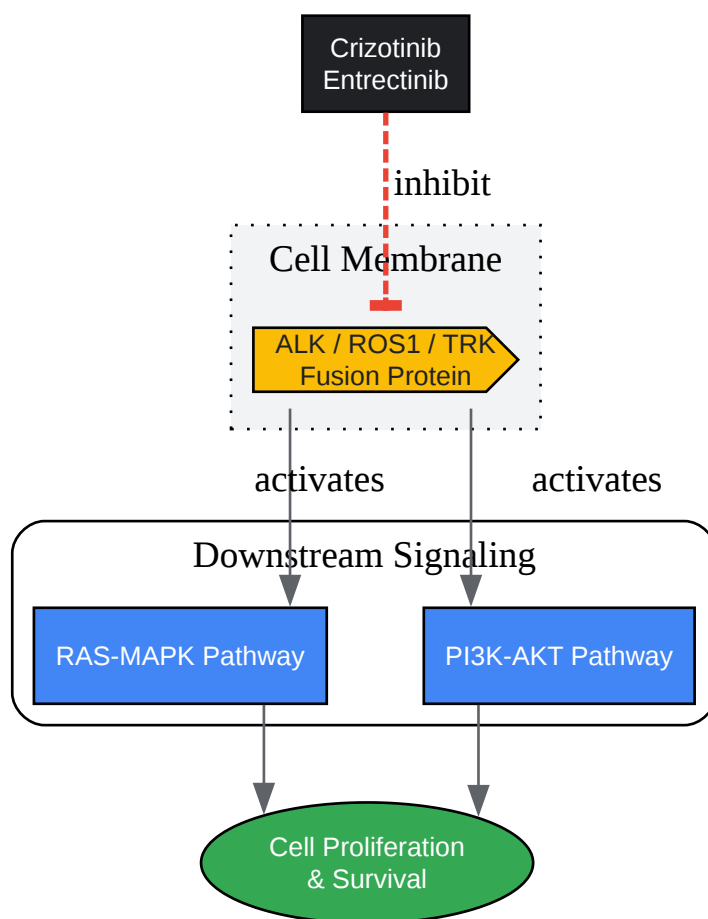 Crizotinib
Entrectinib
inhibit
Cell Membrane
ALK / ROS1 / TRK
Fusion Protein
activates
activates
Downstream Signaling
RAS-MAPK Pathway
PI3K-AKT Pathway
Cell Proliferation
& Survival